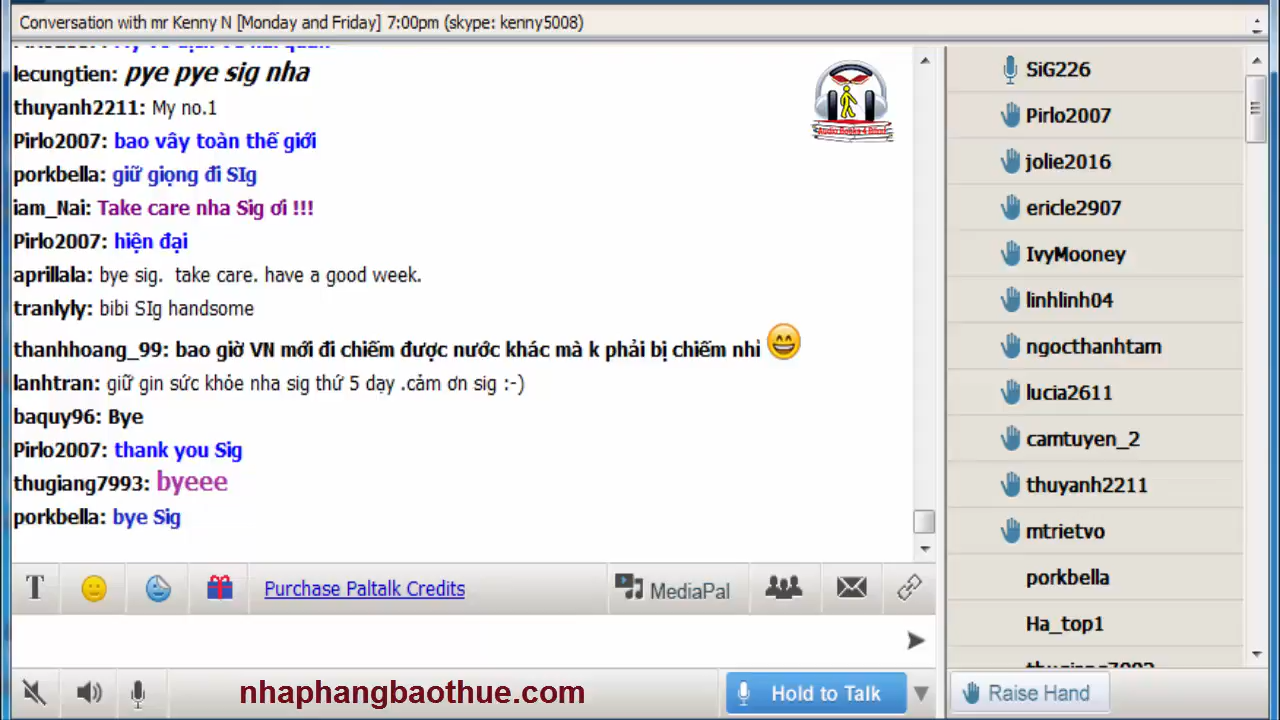 Conversation with mr Kenny N [Monday and Friday] 7:00pm (skype: kenny5008)
lecungtien: pye pye sig nha
thuyanh2211: My no.1
Pirlo2007: bao vây toàn thế giới
porkbella: giữ giọng đi SIg
iam_Nai: Take care nha Sig ơi !!!
Pirlo2007: hiện đại
aprillala: bye sig. take care. have a good week.
tranlyly: bibi SIg handsome
thanhhoang_99: bao giờ VN mới đi chiếm được nước khác mà k phải bị chiếm nhỉ
lanhtran: giữ gin sức khỏe nha sig thứ 5 dạy .cảm ơn sig :-)
baquy96: Bye
Pirlo2007: thank you Sig
thugiang7993: byeee
porkbella: bye Sig
T
Purchase Paltalk Credits
MediaPal
nhaphangbaothue.com
Hold to Talk
SiG226
Pirlo2007
jolie2016
ericle2907
IvyMooney
linhlinh04
ngocthanhtam
lucia2611
camtuyen_2
thuyanh2211
mtrietvo
porkbella
Ha_top1
Raise Hand